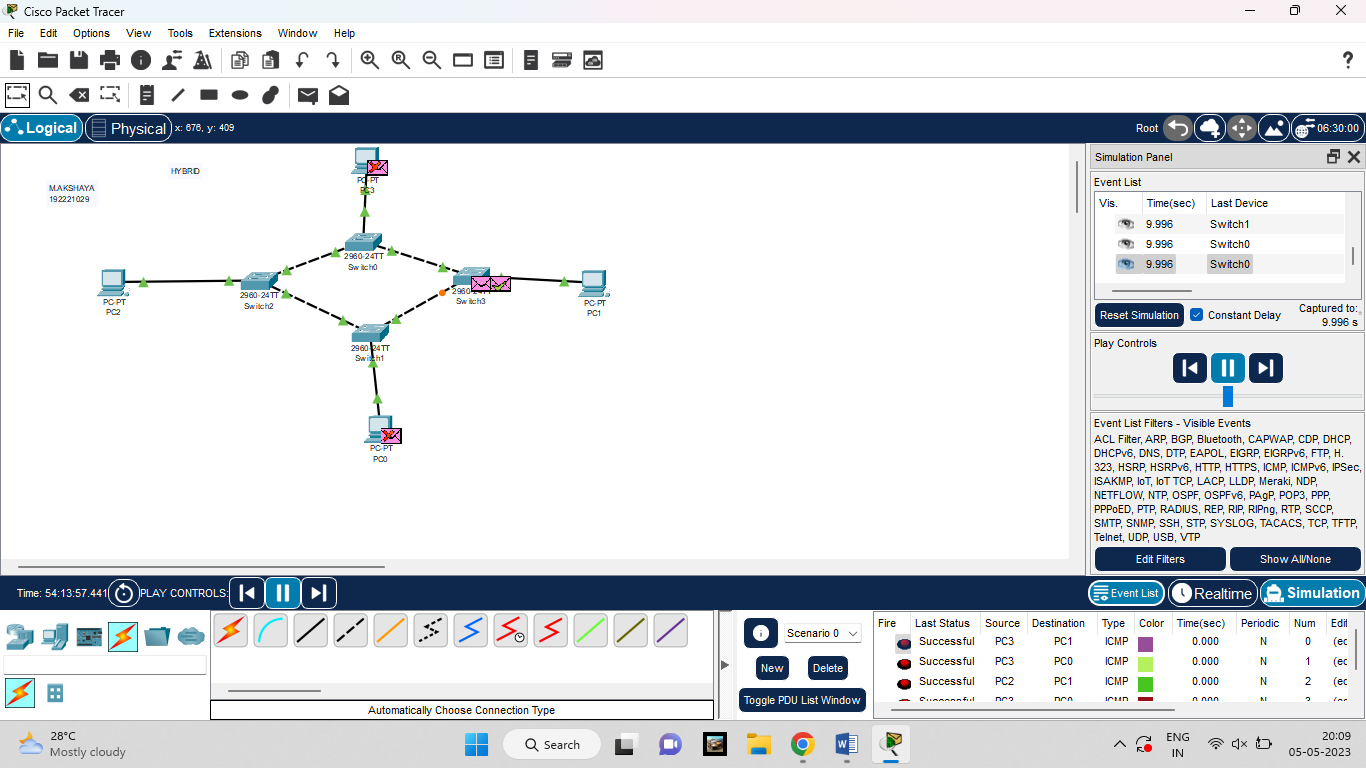 Cisco Packet Tracer
File Edit Options View Tools Extensions Window Help
Logical Physical x: 676, y: 409 Root 06:30:00
HYBRID
M.AKSHAYA
192221029
PC-PT
PC3
2960-24TT
Switch0
PC-PT
PC2
2960-24TT
Switch2
Switch3
PC-PT
PC1
2960-24TT
Switch1
PC-PT
PC0
Simulation Panel
Event List
Vis. Time(sec) Last Device
9.996 Switch1
9.996 Switch0
9.996 Switch0
Reset Simulation Constant Delay Captured to:
9.996 s
Play Controls
Event List Filters - Visible Events
ACL Filter, ARP, BGP, Bluetooth, CAPWAP, CDP, DHCP,
DHCPv6, DNS, DTP, EAPOL, EIGRP, EIGRPv6, FTP, H.
323, HSRP, HSRPv6, HTTP, HTTPS, ICMP, ICMPv6, IPSec,
ISAKMP, IoT, IoT TCP, LACP, LLDP, Meraki, NDP,
NETFLOW, NTP, OSPF, OSPFv6, PAgP, POP3, PPP,
PPPoED, PTP, RADIUS, REP, RIP, RIPng, RTP, SCCP,
SMTP, SNMP, SSH, STP, SYSLOG, TACACS, TCP, TFTP,
Telnet, UDP, USB, VTP
Edit Filters Show All/None
Time: 54:13:57.441 PLAY CONTROLS: Event List Realtime Simulation
Automatically Choose Connection Type
Scenario 0
New Delete
Toggle PDU List Window
Fire Last Status Source Destination Type Color Time(sec) Periodic Num Edit
Successful PC3 PC1 ICMP 0.000 N 0 (ec
Successful PC3 PC0 ICMP 0.000 N 1 (ec
Successful PC2 PC1 ICMP 0.000 N 2 (ec
28°C
Mostly cloudy
Search
ENG
IN
20:09
05-05-2023